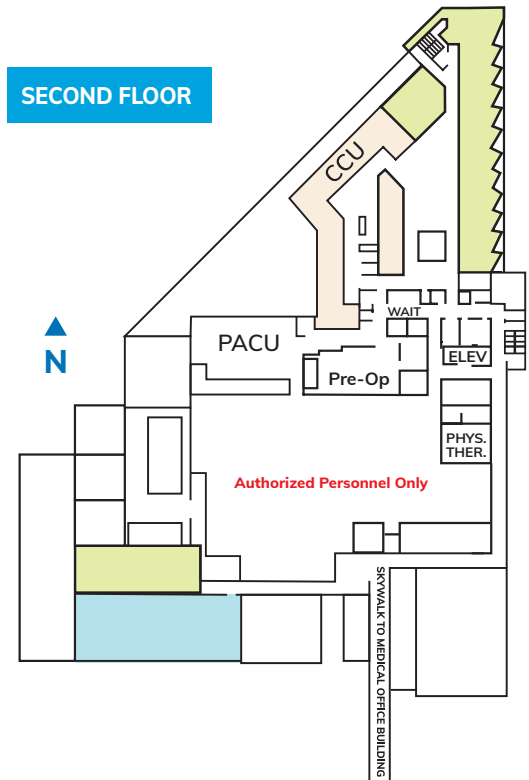 SECOND FLOOR
CCU
WAIT
N
PACU
ELEV
Pre-Op
PHYS.
THER.
Authorized Personnel Only
SKYWALK TO MEDICAL OFFICE BUILDING